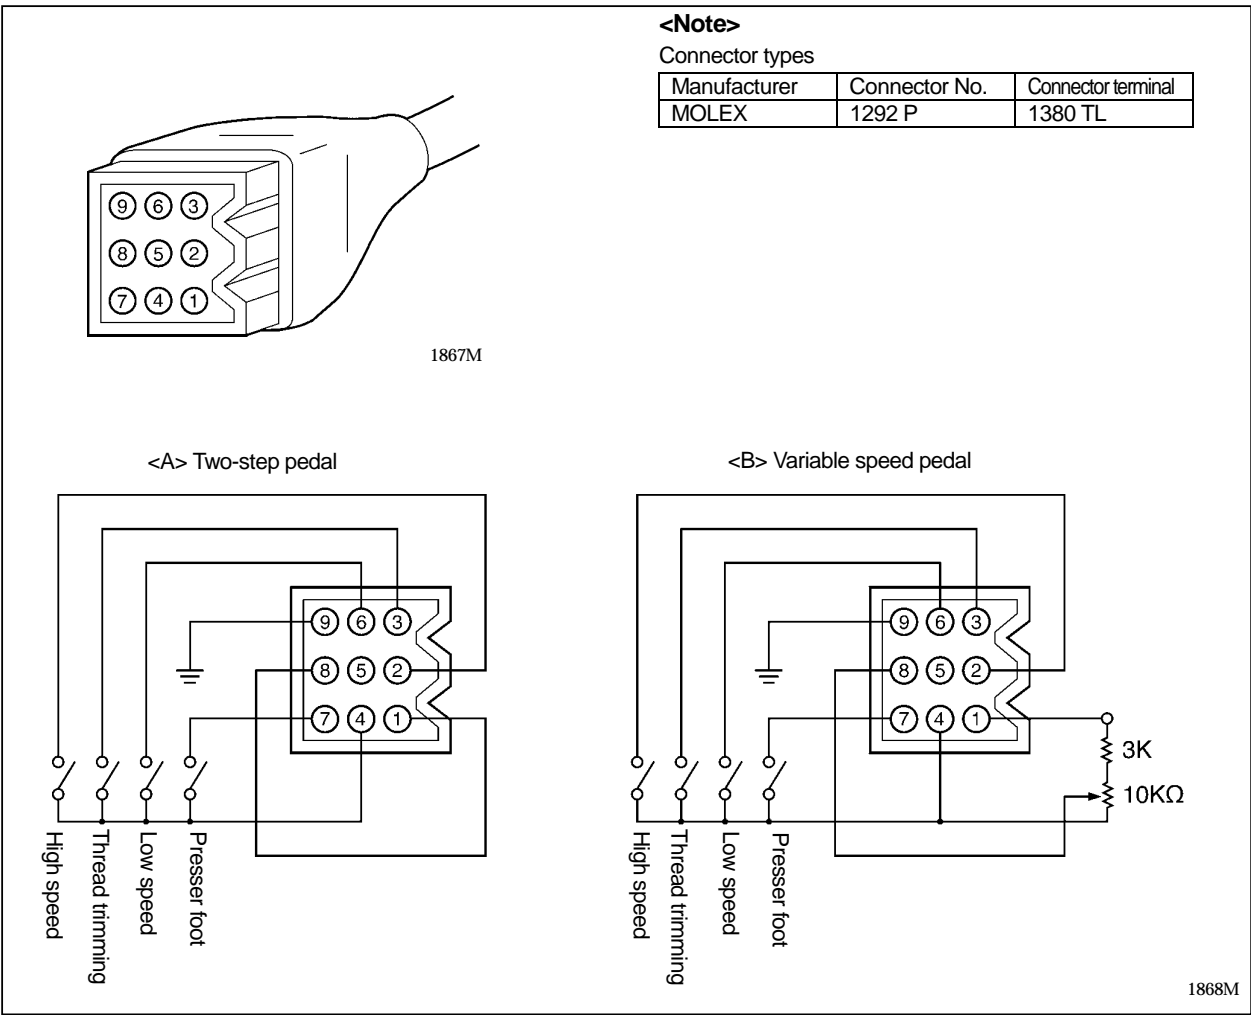 <Note>
Connector types
Manufacturer Connector No. Connector terminal
MOLEX 1292 P 1380 TL
9 6 3
8 5 2
7 4 1
1867M
<A> Two-step pedal
9 6 3
8 5 2
7 4 1
High speed
Thread trimming
Low speed
Presser foot
<B> Variable speed pedal
9 6 3
8 5 2
7 4 1
3K
10KΩ
High speed
Thread trimming
Low speed
Presser foot
1868M